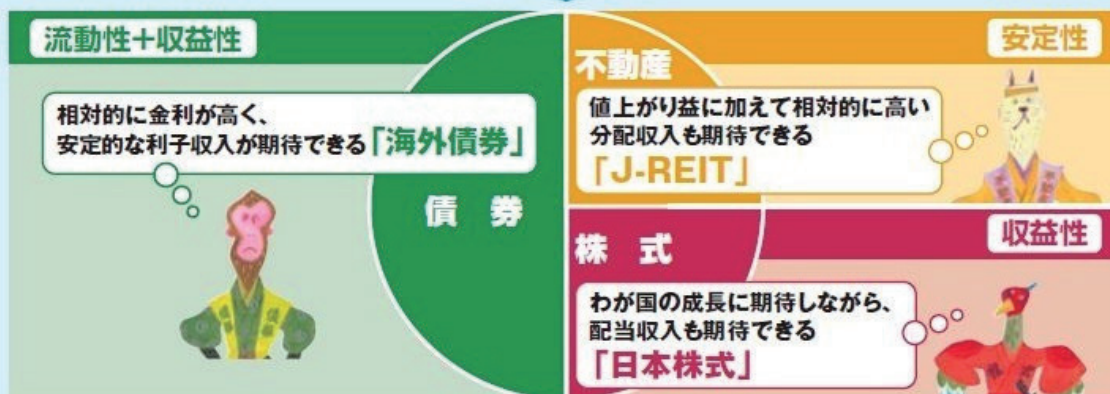 流動性+収益性
相対的に金利が高く、
安定的な利子収入が期待できる「海外債券」
債 券
不動産
安定性
値上がり益に加えて相対的に高い
分配収入も期待できる
「J-REIT」
株 式
収益性
わが国の成長に期待しながら、
配当収入も期待できる
「日本株式」